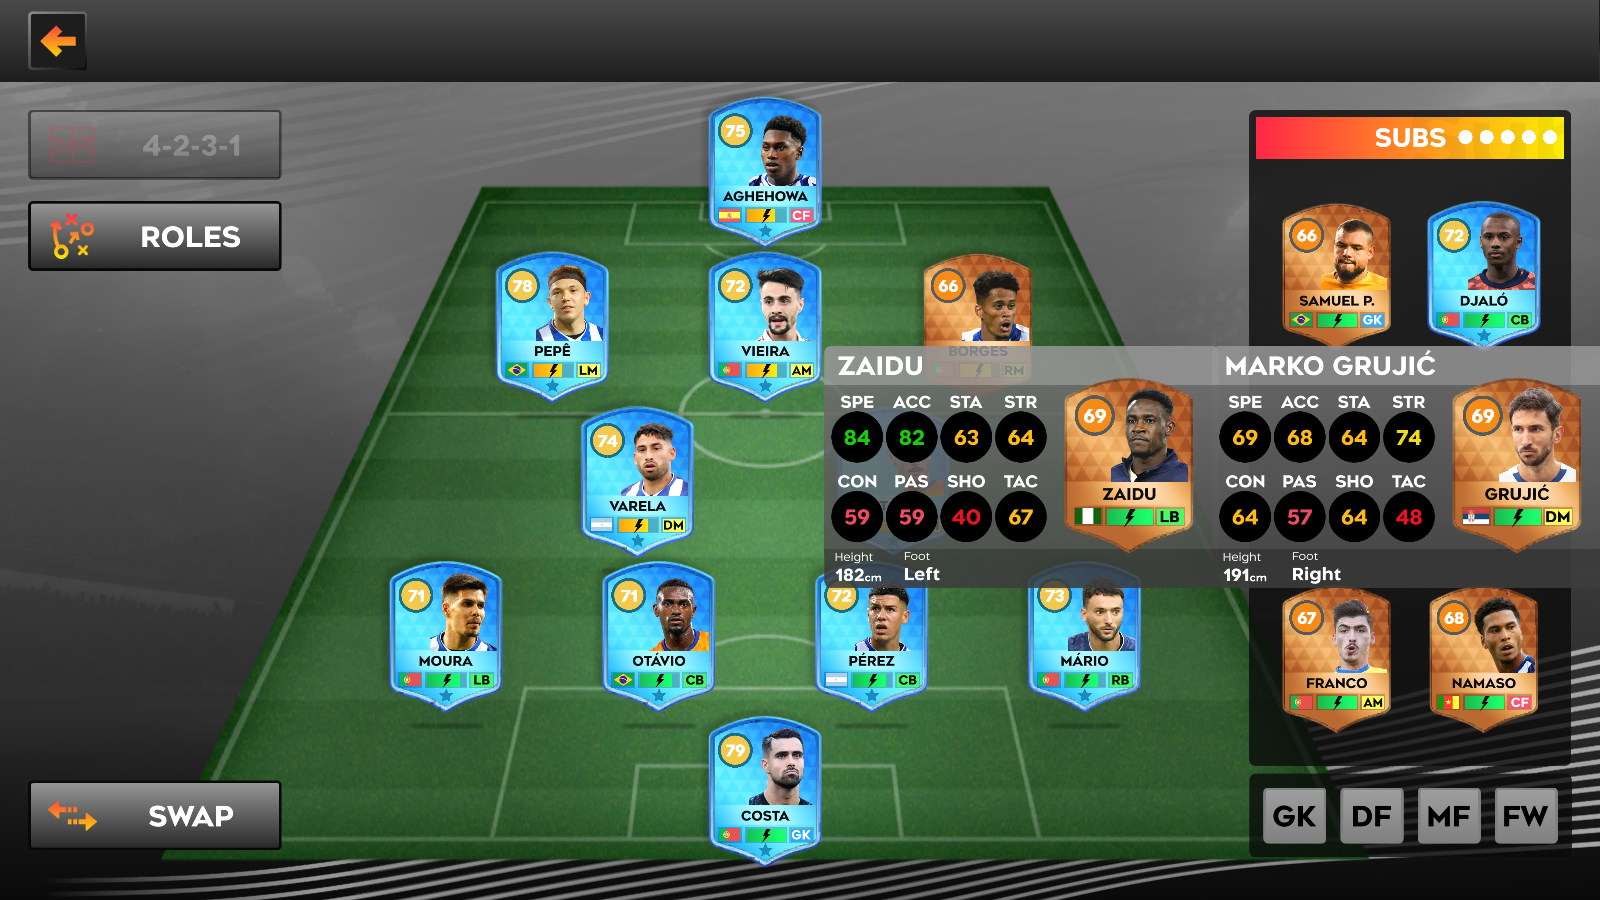 4-2-3-1
ROLES
SWAP
75
AGHEHOWA
CF
78
PEPÊ
LM
72
VIEIRA
AM
66
BORGES
RM
74
VARELA
DM
71
MOURA
LB
71
OTÁVIO
CB
72
PÉREZ
CB
73
MÁRIO
RB
79
COSTA
GK
SUBS
66
SAMUEL P.
GK
72
DJALÓ
CB
ZAIDU
SPE ACC STA STR
84 82 63 64
CON PAS SHO TAC
59 59 40 67
Height Foot
182cm Left
69
ZAIDU
LB
MARKO GRUJIĆ
SPE ACC STA STR
69 68 64 74
CON PAS SHO TAC
64 57 64 48
Height Foot
191cm Right
69
GRUJIĆ
DM
67
FRANCO
AM
68
NAMASO
CF
GK DF MF FW